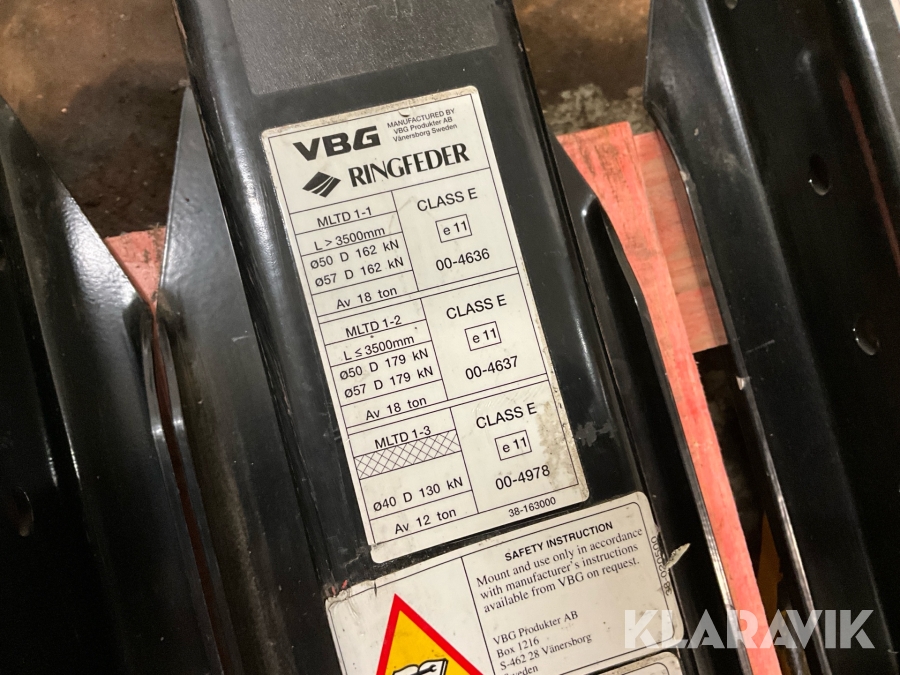 VBG
MANUFACTURED BY
VBG Produkter AB
Vänersborg Sweden
RINGFEDER
MLTD 1-1
L > 3500mm
ø50 D 162 kN
ø57 D 162 kN
Av 18 ton
CLASS E
e 11
00-4636
MLTD 1-2
L ≤ 3500mm
ø50 D 179 kN
ø57 D 179 kN
Av 18 ton
CLASS E
e 11
00-4637
MLTD 1-3
ø40 D 130 kN
Av 12 ton
CLASS E
e 11
00-4978
38-163000
SAFETY INSTRUCTION
Mount and use only in accordance
with manufacturer's instructions
available from VBG on request.
VBG Produkter AB
Box 1216
S-462 28 Vänersborg
Sweden
KLARAVIK